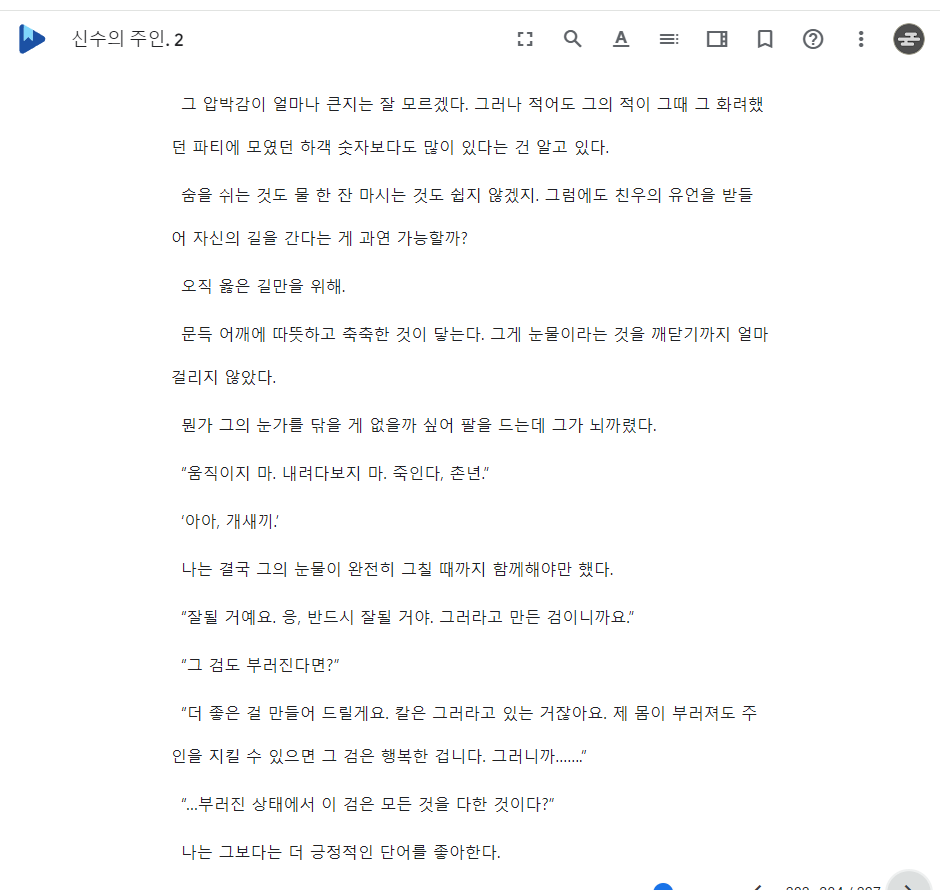 신수의 주인. 2
그 압박감이 얼마나 큰지는 잘 모르겠다. 그러나 적어도 그의 적이 그때 그 화려했
던 파티에 모였던 하객 숫자보다도 많이 있다는 건 알고 있다.
숨을 쉬는 것도 물 한 잔 마시는 것도 쉽지 않겠지. 그럼에도 친우의 유언을 받들
어 자신의 길을 간다는 게 과연 가능할까?
오직 옳은 길만을 위해.
문득 어깨에 따뜻하고 축축한 것이 닿는다. 그게 눈물이라는 것을 깨닫기까지 얼마
걸리지 않았다.
뭔가 그의 눈가를 닦을 게 없을까 싶어 팔을 드는데 그가 뇌까렸다.
“움직이지 마. 내려다보지 마. 죽인다, 촌년.”
‘아아, 개새끼.’
나는 결국 그의 눈물이 완전히 그칠 때까지 함께해야만 했다.
“잘될 거예요. 응, 반드시 잘될 거야. 그러라고 만든 검이니까요.”
“그 검도 부러진다면?”
“더 좋은 걸 만들어 드릴게요. 칼은 그러라고 있는 거잖아요. 제 몸이 부러져도 주
인을 지킬 수 있으면 그 검은 행복한 겁니다. 그러니까…….”
“…부러진 상태에서 이 검은 모든 것을 다한 것이다?”
나는 그보다는 더 긍정적인 단어를 좋아한다.